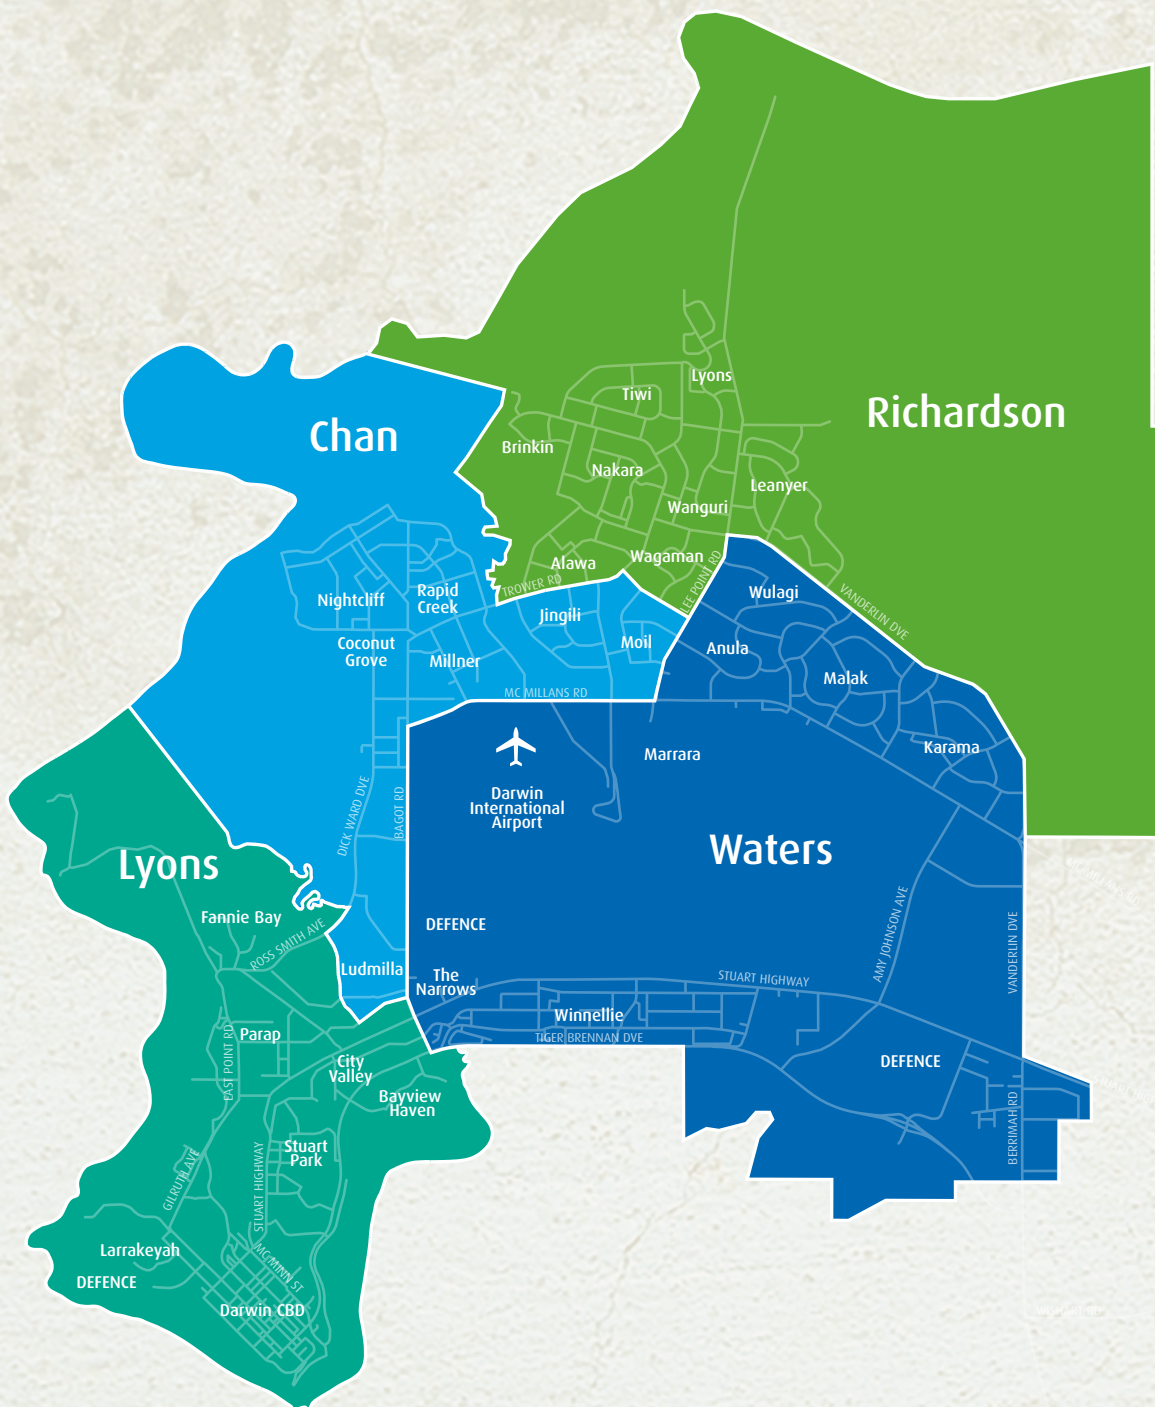 Lyons
Tiwi
Richardson
Chan
Brinkin
Nakara
Leanyer
Wanguri
Alawa
Wagaman
TROWER RD
LEE POINT RD
Wulagi
VANDERLIN DVE
Nightcliff
Rapid
Creek
Jingili
Moil
Coconut
Grove
Millner
Anula
Malak
MC MILLANS RD
Karama
Marrara
Darwin
International
Airport
DICK WARD DVE
BAGOT RD
Waters
Lyons
Fannie Bay
ROSS SMITH AVE
DEFENCE
AMY JOHNSON AVE
VANDERLIN DVE
Ludmilla
The
Narrows
STUART HIGHWAY
Winnellie
TIGER BRENNAN DVE
Parap
EAST POINT RD
City
Valley
DEFENCE
Bayview
Haven
BERRIMAH RD
Stuart
Park
GILRUTH AVE
STUART HIGHWAY
Larrakeyah
MC MINN ST
DEFENCE
Darwin CBD